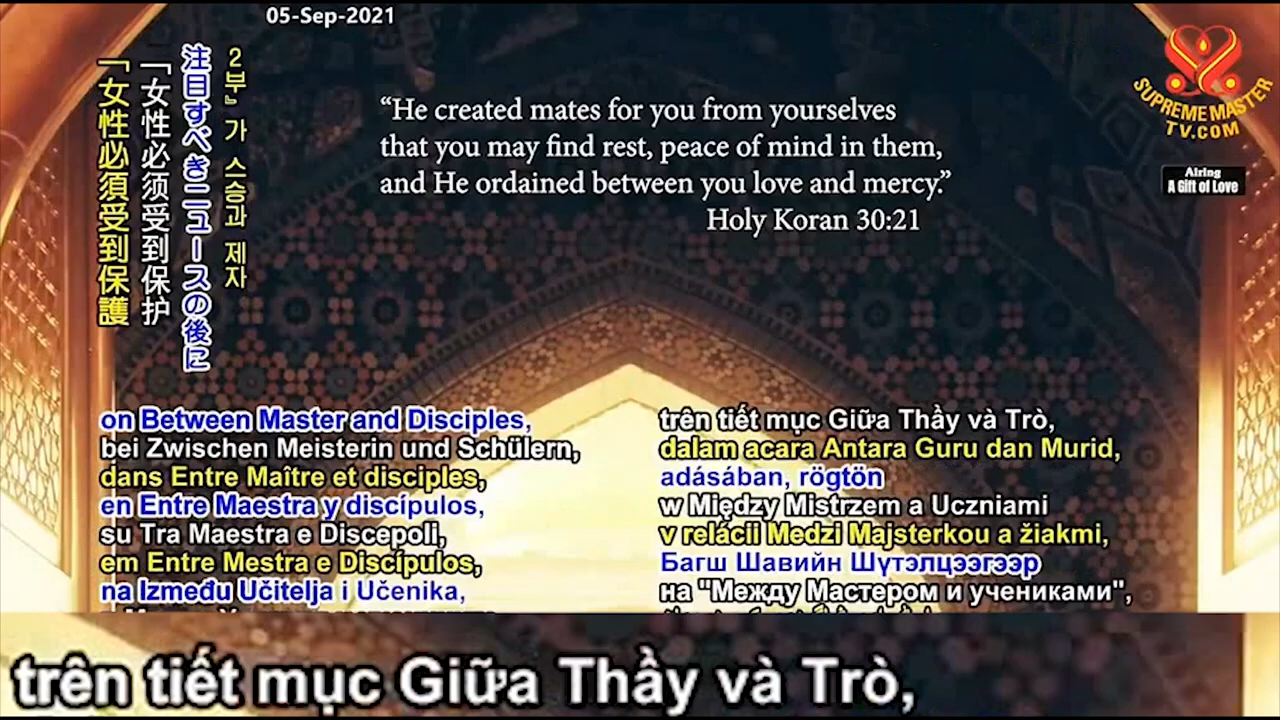 05-Sep-2021
SUPREME MASTER
TV.COM
Airing
A Gift of Love
2부』가 스승과 제자
注目すべきニュースの後に
「女性必须受到保护
「女性必須受到保護
“He created mates for you from yourselves
that you may find rest, peace of mind in them,
and He ordained between you love and mercy.”
Holy Koran 30:21
on Between Master and Disciples,
bei Zwischen Meisterin und Schülern,
dans Entre Maître et disciples,
en Entre Maestra y discípulos,
su Tra Maestra e Discepoli,
em Entre Mestra e Discípulos,
na Između Učitelja i Učenika,
trên tiết mục Giữa Thầy và Trò,
dalam acara Antara Guru dan Murid,
adásában, rögtön
w Między Mistrzem a Uczniami
v relácii Medzi Majsterkou a žiakmi,
Багш Шавийн Шүтэлцээгээр
на "Между Мастером и учениками",
trên tiết mục Giữa Thầy và Trò,